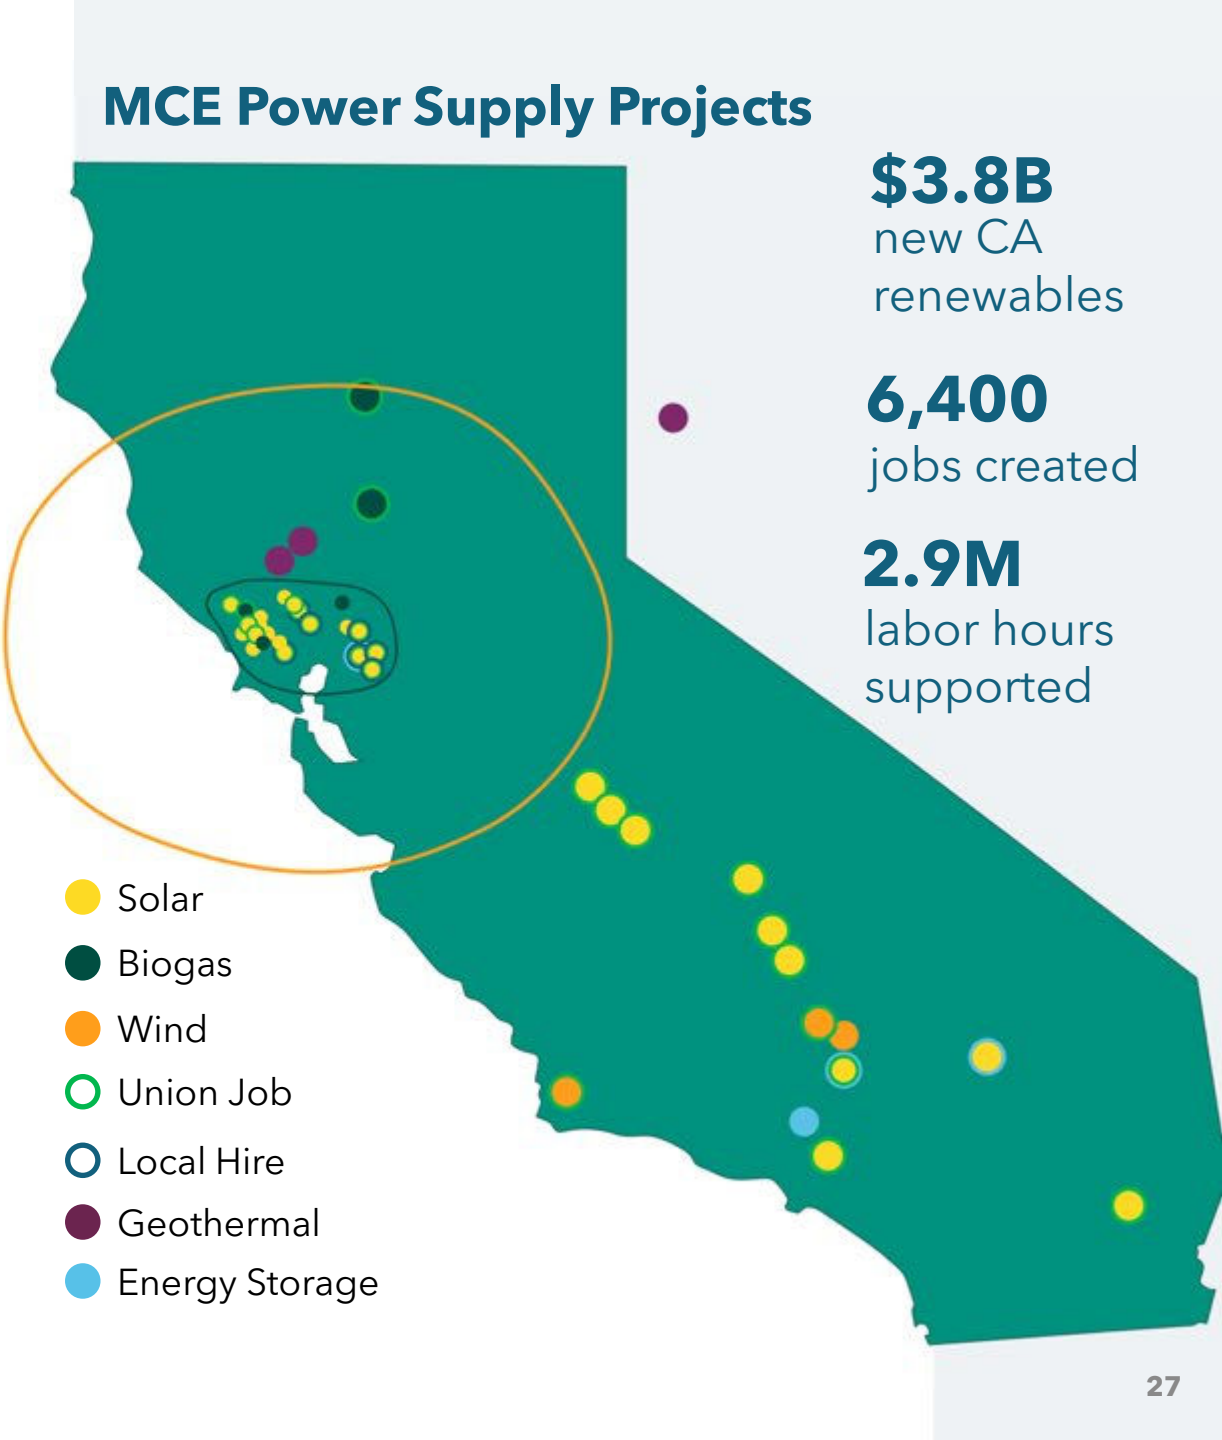 MCE Power Supply Projects
$3.8B
new CA
renewables
6,400
jobs created
2.9M
labor hours
supported
Solar
Biogas
Wind
Union Job
Local Hire
Geothermal
Energy Storage
27